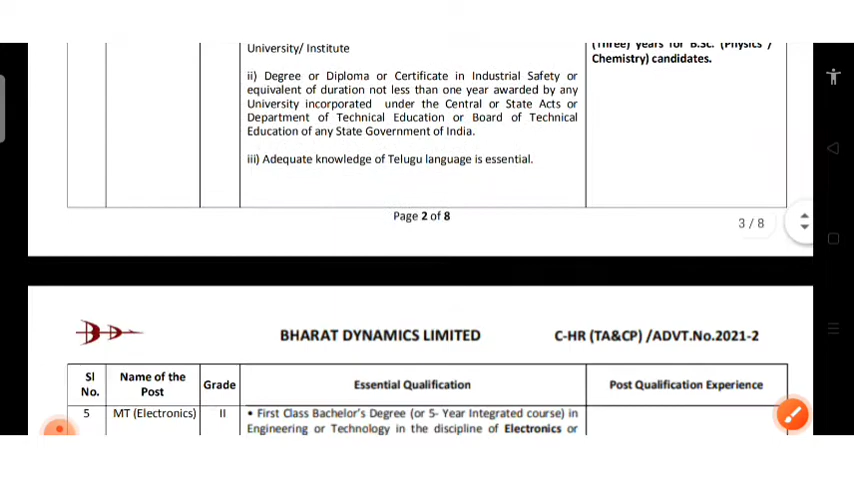 University/ Institute
(Three) years for B.Sc. (Physics /
Chemistry) candidates.
ii) Degree or Diploma or Certificate in Industrial Safety or
equivalent of duration not less than one year awarded by any
University incorporated under the Central or State Acts or
Department of Technical Education or Board of Technical
Education of any State Government of India.
iii) Adequate knowledge of Telugu language is essential.
Page 2 of 8
3 / 8
BHARAT DYNAMICS LIMITED
C-HR (TA&CP) /ADVT.No.2021-2
Sl No.
Name of the Post
Grade
Essential Qualification
Post Qualification Experience
5 MT (Electronics) II • First Class Bachelor's Degree (or 5- Year Integrated course) in
Engineering or Technology in the discipline of Electronics or